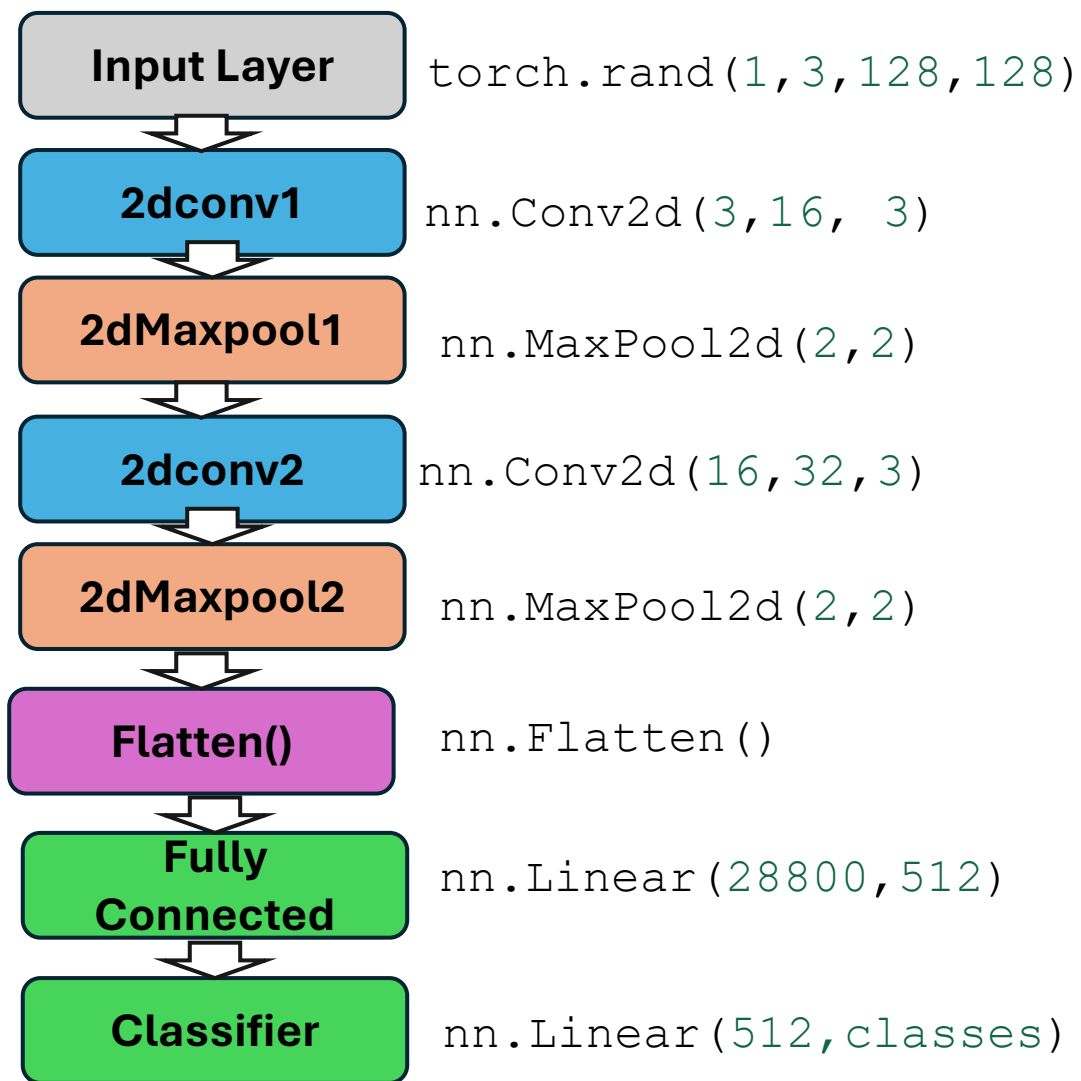 Input Layer
torch.rand(1,3,128,128)
2dconv1
nn.Conv2d(3,16, 3)
2dMaxpool1
nn.MaxPool2d(2,2)
2dconv2
nn.Conv2d(16,32,3)
2dMaxpool2
nn.MaxPool2d(2,2)
Flatten()
nn.Flatten()
Fully
Connected
nn.Linear(28800,512)
Classifier
nn.Linear(512,classes)